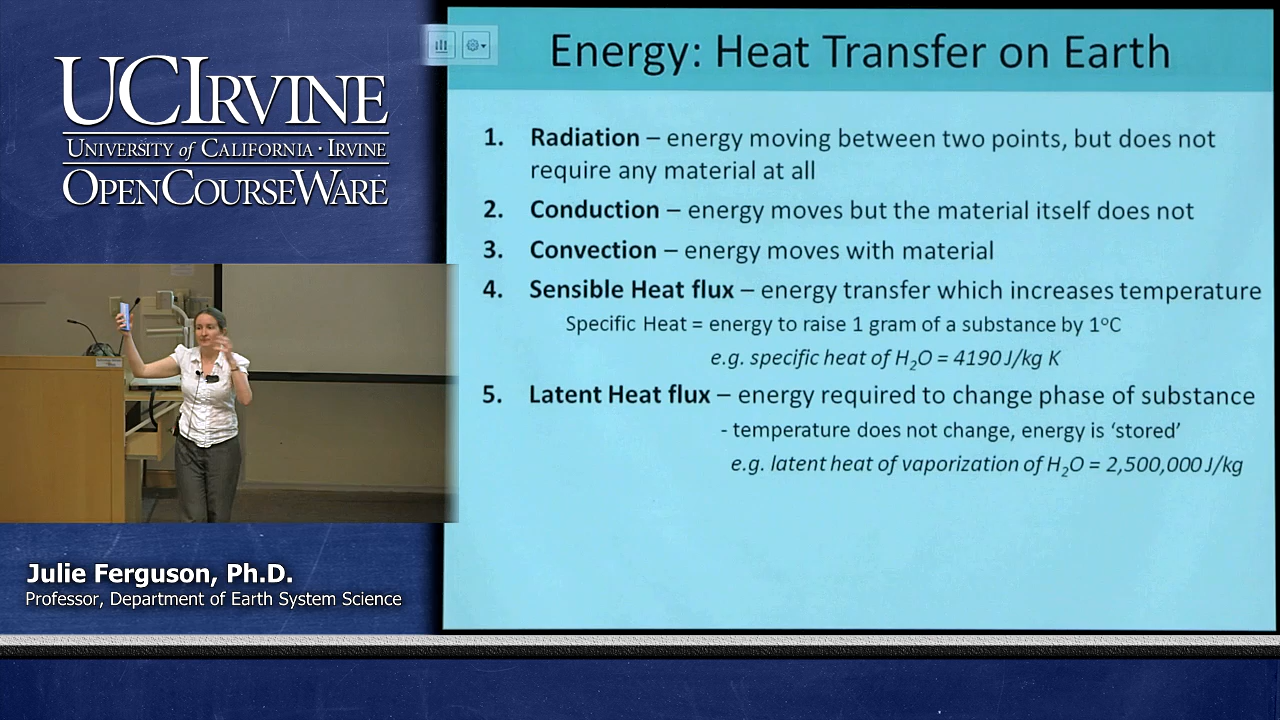 UCIRVINE
UNIVERSITY of CALIFORNIA · IRVINE
OPENCOURSEWARE
Energy: Heat Transfer on Earth
1. Radiation – energy moving between two points, but does not
require any material at all
2. Conduction – energy moves but the material itself does not
3. Convection – energy moves with material
4. Sensible Heat flux – energy transfer which increases temperature
Specific Heat = energy to raise 1 gram of a substance by 1°C
e.g. specific heat of H₂O = 4190 J/kg K
5. Latent Heat flux – energy required to change phase of substance
- temperature does not change, energy is ‘stored’
e.g. latent heat of vaporization of H₂O = 2,500,000 J/kg
Julie Ferguson, Ph.D.
Professor, Department of Earth System Science